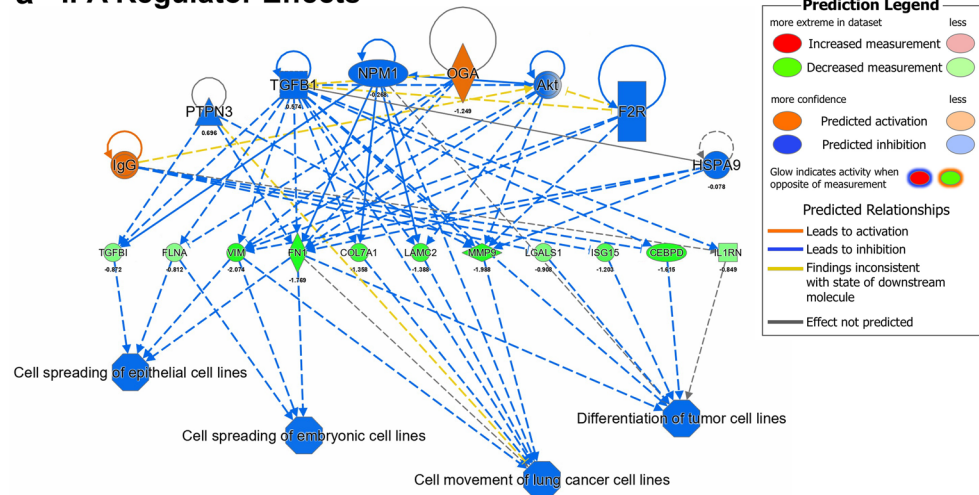 a IPA Regulator Effects
TGFB1
0.574
NPM1
-0.268
OGA
-1.249
Akt
PTPN3
0.696
F2R
IgG
HSPA9
-0.078
TGFBI
-0.872
FLNA
-0.812
VIM
-2.074
FN1
-1.769
COL7A1
-1.358
LAMC2
-1.388
MMP9
-1.988
LGALS1
-0.908
ISG15
-1.203
CEBPD
-1.615
IL1RN
-0.849
Cell spreading of epithelial cell lines
Cell spreading of embryonic cell lines
Differentiation of tumor cell lines
Cell movement of lung cancer cell lines
Prediction Legend
more extreme in dataset less
Increased measurement
Decreased measurement
more confidence less
Predicted activation
Predicted inhibition
Glow indicates activity when
opposite of measurement
Predicted Relationships
Leads to activation
Leads to inhibition
Findings inconsistent
with state of downstream
molecule
Effect not predicted